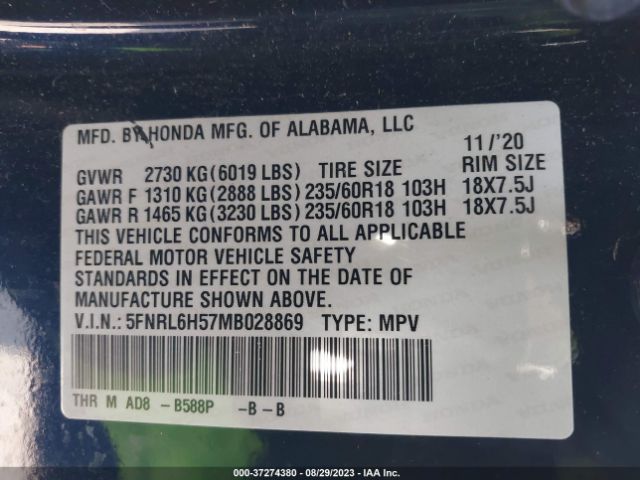 MFD. BY HONDA MFG. OF ALABAMA, LLC
11/'20
GVWR 2730 KG(6019 LBS) TIRE SIZE RIM SIZE
GAWR F 1310 KG(2888 LBS) 235/60R18 103H 18X7.5J
GAWR R 1465 KG(3230 LBS) 235/60R18 103H 18X7.5J
THIS VEHICLE CONFORMS TO ALL APPLICABLE
FEDERAL MOTOR VEHICLE SAFETY
STANDARDS IN EFFECT ON THE DATE OF
MANUFACTURE SHOWN ABOVE.
V.I.N.: 5FNRL6H57MB028869 TYPE: MPV
THR M AD8 - B588P -B-B
000-37274380 - 08/29/2023 - IAA Inc.